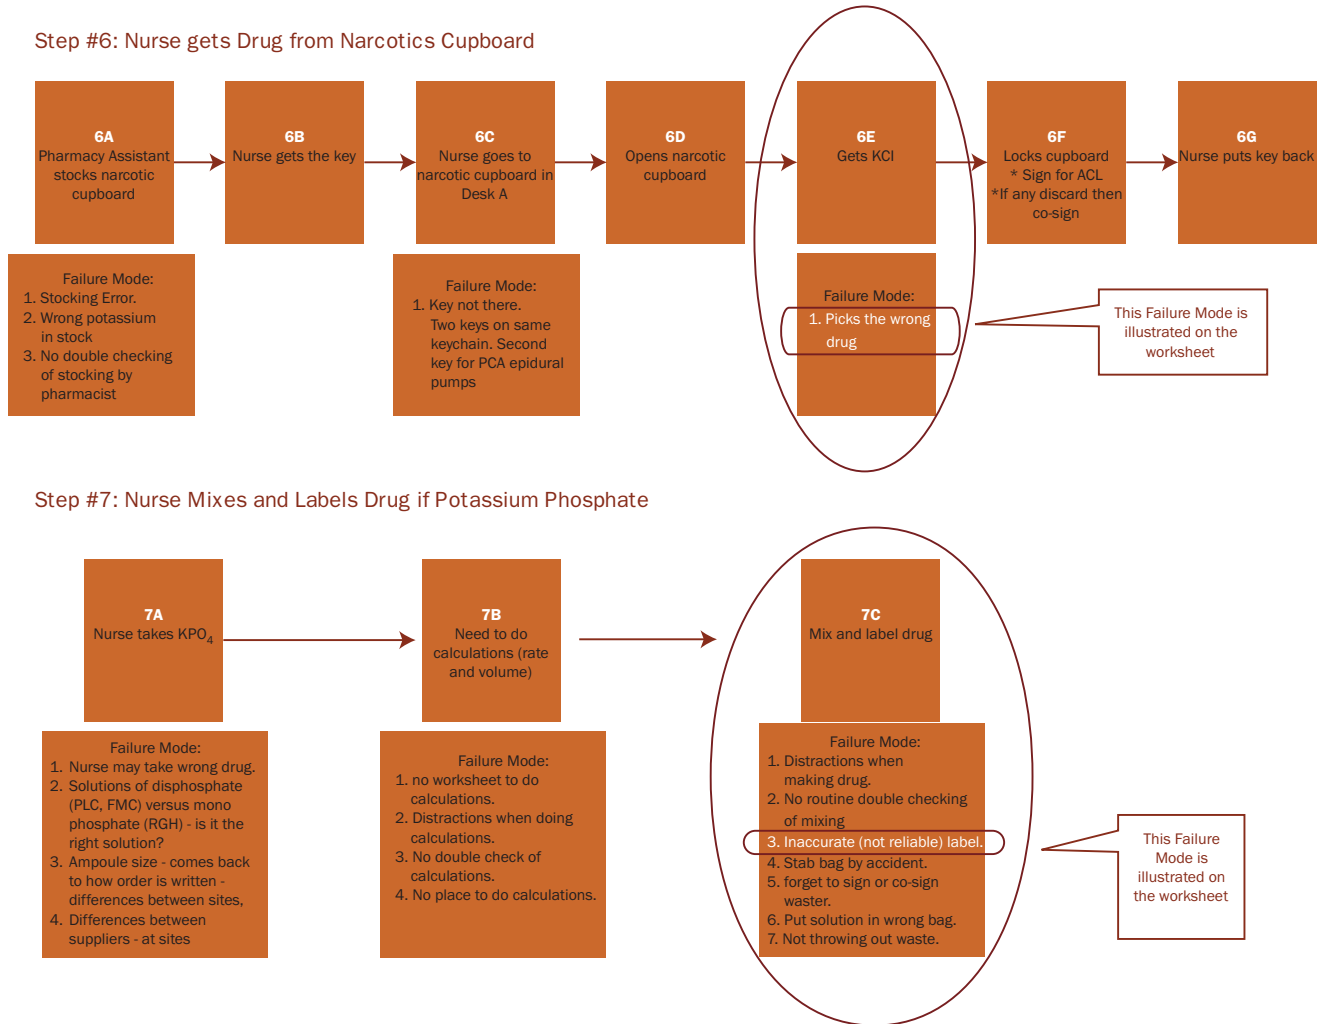 Step #6: Nurse gets Drug from Narcotics Cupboard
6A
Pharmacy Assistant
stocks narcotic
cupboard
6B
Nurse gets the key
6C
Nurse goes to
narcotic cupboard in
Desk A
6D
Opens narcotic
cupboard
6E
Gets KCI
6F
Locks cupboard
* Sign for ACL
*If any discard then
co-sign
6G
Nurse puts key back
Failure Mode:
1. Stocking Error.
2. Wrong potassium
in stock
3. No double checking
of stocking by
pharmacist
Failure Mode:
1. Key not there.
Two keys on same
keychain. Second
key for PCA epidural
pumps
Failure Mode:
1. Picks the wrong
drug
This Failure Mode is
illustrated on the
worksheet
Step #7: Nurse Mixes and Labels Drug if Potassium Phosphate
7A
Nurse takes KPO4
7B
Need to do
calculations (rate
and volume)
7C
Mix and label drug
Failure Mode:
1. Nurse may take wrong drug.
2. Solutions of disphosphate
(PLC, FMC) versus mono
phosphate (RGH) - is it the
right solution?
3. Ampoule size - comes back
to how order is written -
differences between sites,
4. Differences between
suppliers - at sites
Failure Mode:
1. no worksheet to do
calculations.
2. Distractions when doing
calculations.
3. No double check of
calculations.
4. No place to do calculations.
Failure Mode:
1. Distractions when
making drug.
2. No routine double checking
of mixing
3. Inaccurate (not reliable) label.
4. Stab bag by accident.
5. forget to sign or co-sign
waster.
6. Put solution in wrong bag.
7. Not throwing out waste.
This Failure
Mode is
illustrated on
the worksheet